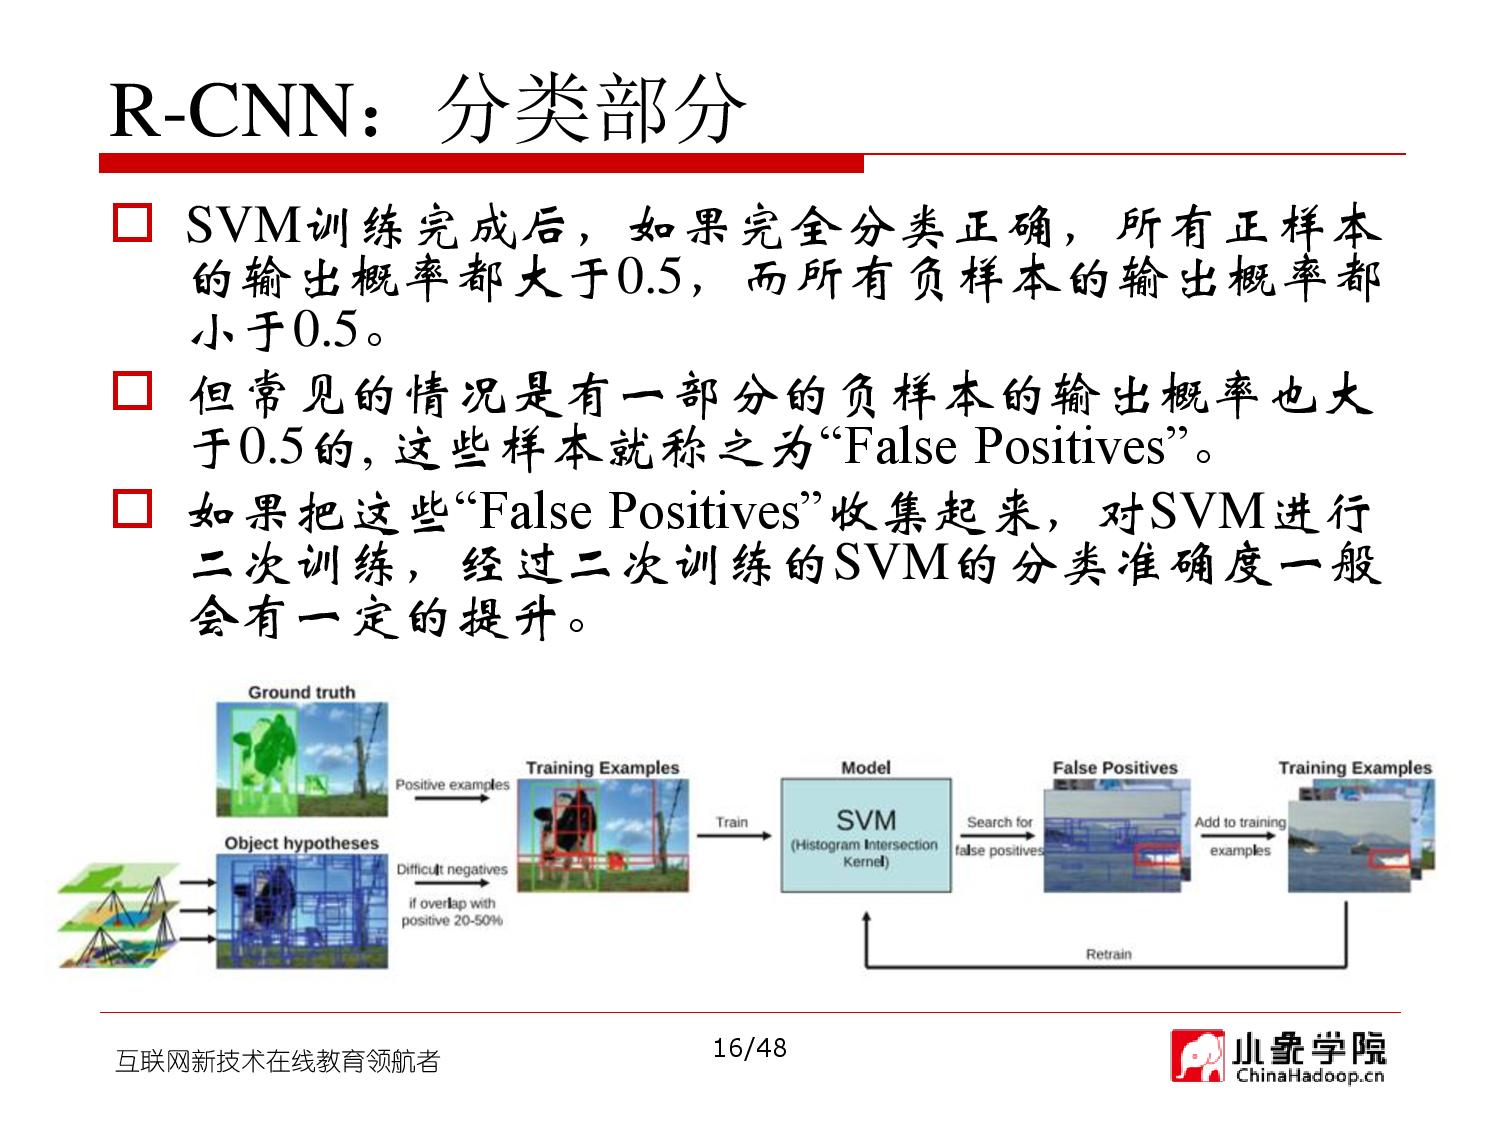 R-CNN：分类部分
SVM训练完成后，如果完全分类正确，所有正样本
的输出概率都大于0.5，而所有负样本的输出概率都
小于0.5。
但常见的情况是有一部分的负样本的输出概率也大
于0.5的, 这些样本就称之为“False Positives”。
如果把这些“False Positives”收集起来，对SVM进行
二次训练，经过二次训练的SVM的分类准确度一般
会有一定的提升。
Ground truth
Positive examples
Object hypotheses
Difficult negatives
if overlap with
positive 20-50%
Training Examples
Train
Model
SVM
(Histogram Intersection
Kernel)
Search for
false positives
False Positives
Add to training
examples
Training Examples
Retrain
互联网新技术在线教育领航者
16/48
小象学院
ChinaHadoop.cn